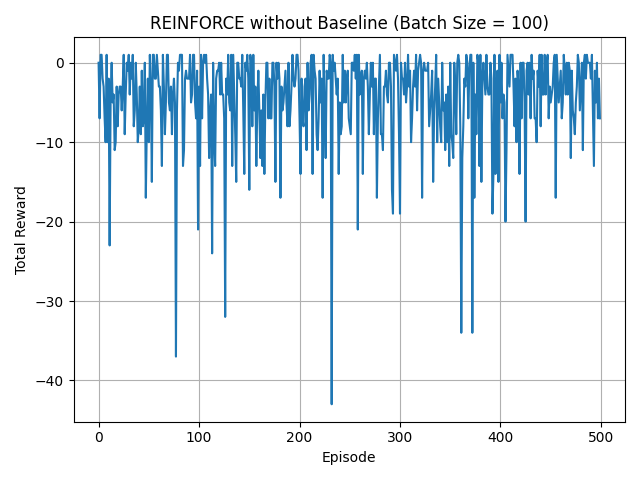 REINFORCE without Baseline (Batch Size = 100)
Total Reward
0
−10
−20
−30
−40
0 100 200 300 400 500
Episode